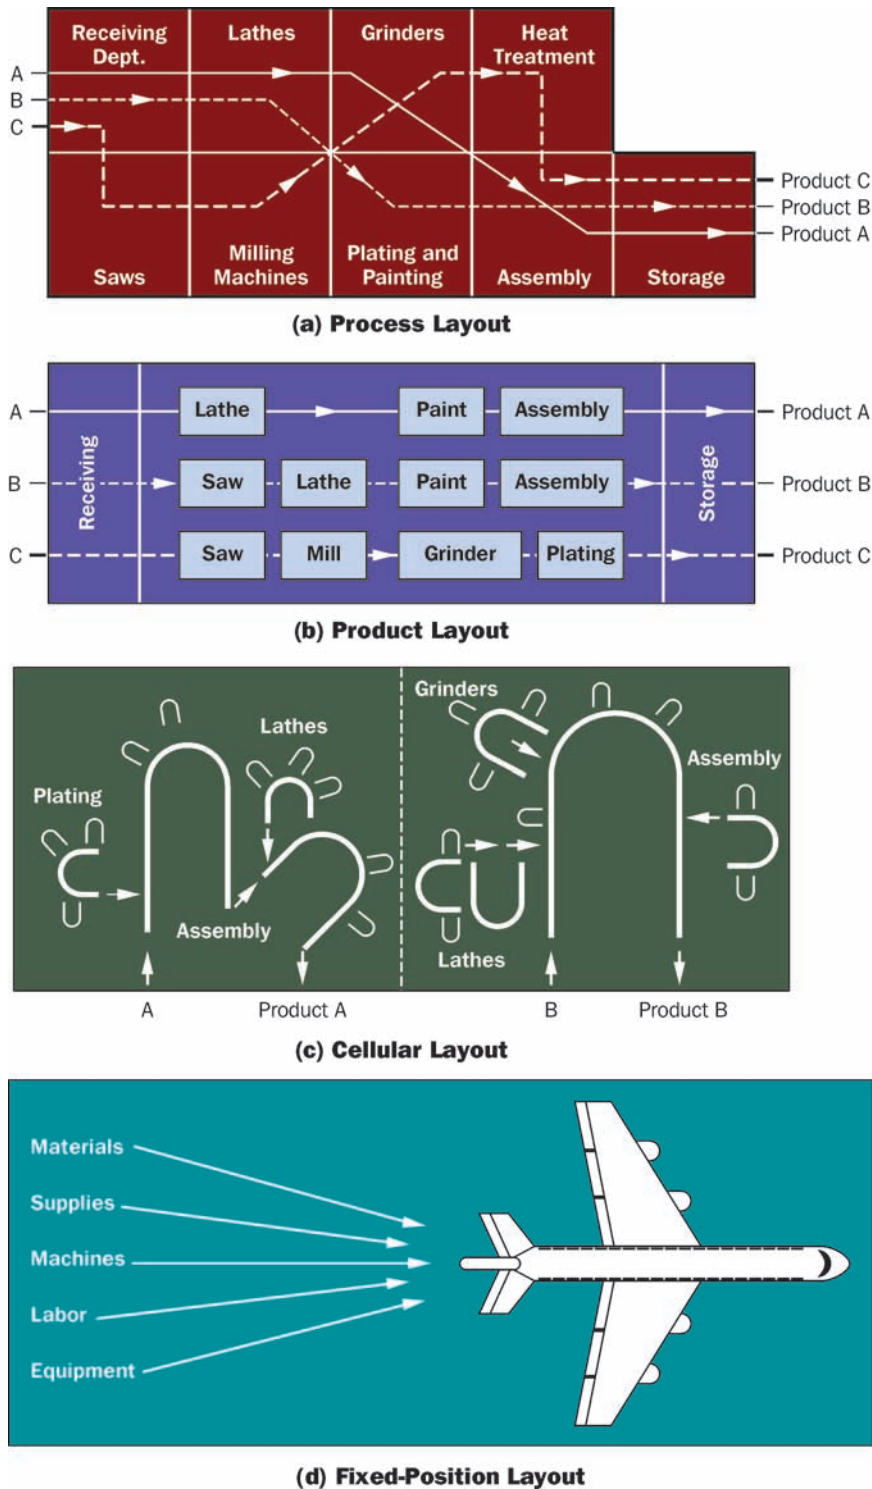 Receiving Dept.
Lathes
Grinders
Heat Treatment
A
B
C
Product C
Product B
Product A
Saws
Milling Machines
Plating and Painting
Assembly
Storage
(a) Process Layout
A
Lathe
Paint
Assembly
Product A
Receiving
Storage
B
Saw
Lathe
Paint
Assembly
Product B
C
Saw
Mill
Grinder
Plating
Product C
(b) Product Layout
Plating
Lathes
Assembly
A
Product A
Grinders
Assembly
Lathes
B
Product B
(c) Cellular Layout
Materials
Supplies
Machines
Labor
Equipment
(d) Fixed-Position Layout